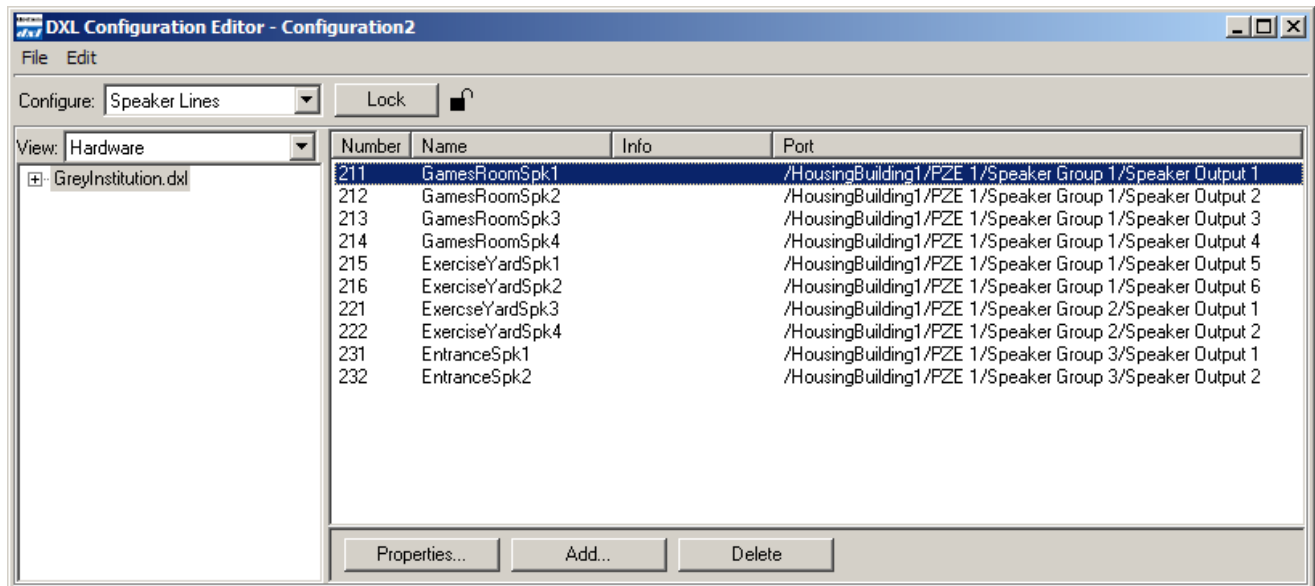 DXL Configuration Editor - Configuration2
File Edit
Configure: Speaker Lines Lock
View: Hardware
GreyInstitution.dxl
Number Name Info Port
211 GamesRoomSpk1 /HousingBuilding1/PZE 1/Speaker Group 1/Speaker Output 1
212 GamesRoomSpk2 /HousingBuilding1/PZE 1/Speaker Group 1/Speaker Output 2
213 GamesRoomSpk3 /HousingBuilding1/PZE 1/Speaker Group 1/Speaker Output 3
214 GamesRoomSpk4 /HousingBuilding1/PZE 1/Speaker Group 1/Speaker Output 4
215 ExerciseYardSpk1 /HousingBuilding1/PZE 1/Speaker Group 1/Speaker Output 5
216 ExerciseYardSpk2 /HousingBuilding1/PZE 1/Speaker Group 1/Speaker Output 6
221 ExercseYardSpk3 /HousingBuilding1/PZE 1/Speaker Group 2/Speaker Output 1
222 ExerciseYardSpk4 /HousingBuilding1/PZE 1/Speaker Group 2/Speaker Output 2
231 EntranceSpk1 /HousingBuilding1/PZE 1/Speaker Group 3/Speaker Output 1
232 EntranceSpk2 /HousingBuilding1/PZE 1/Speaker Group 3/Speaker Output 2
Properties... Add... Delete